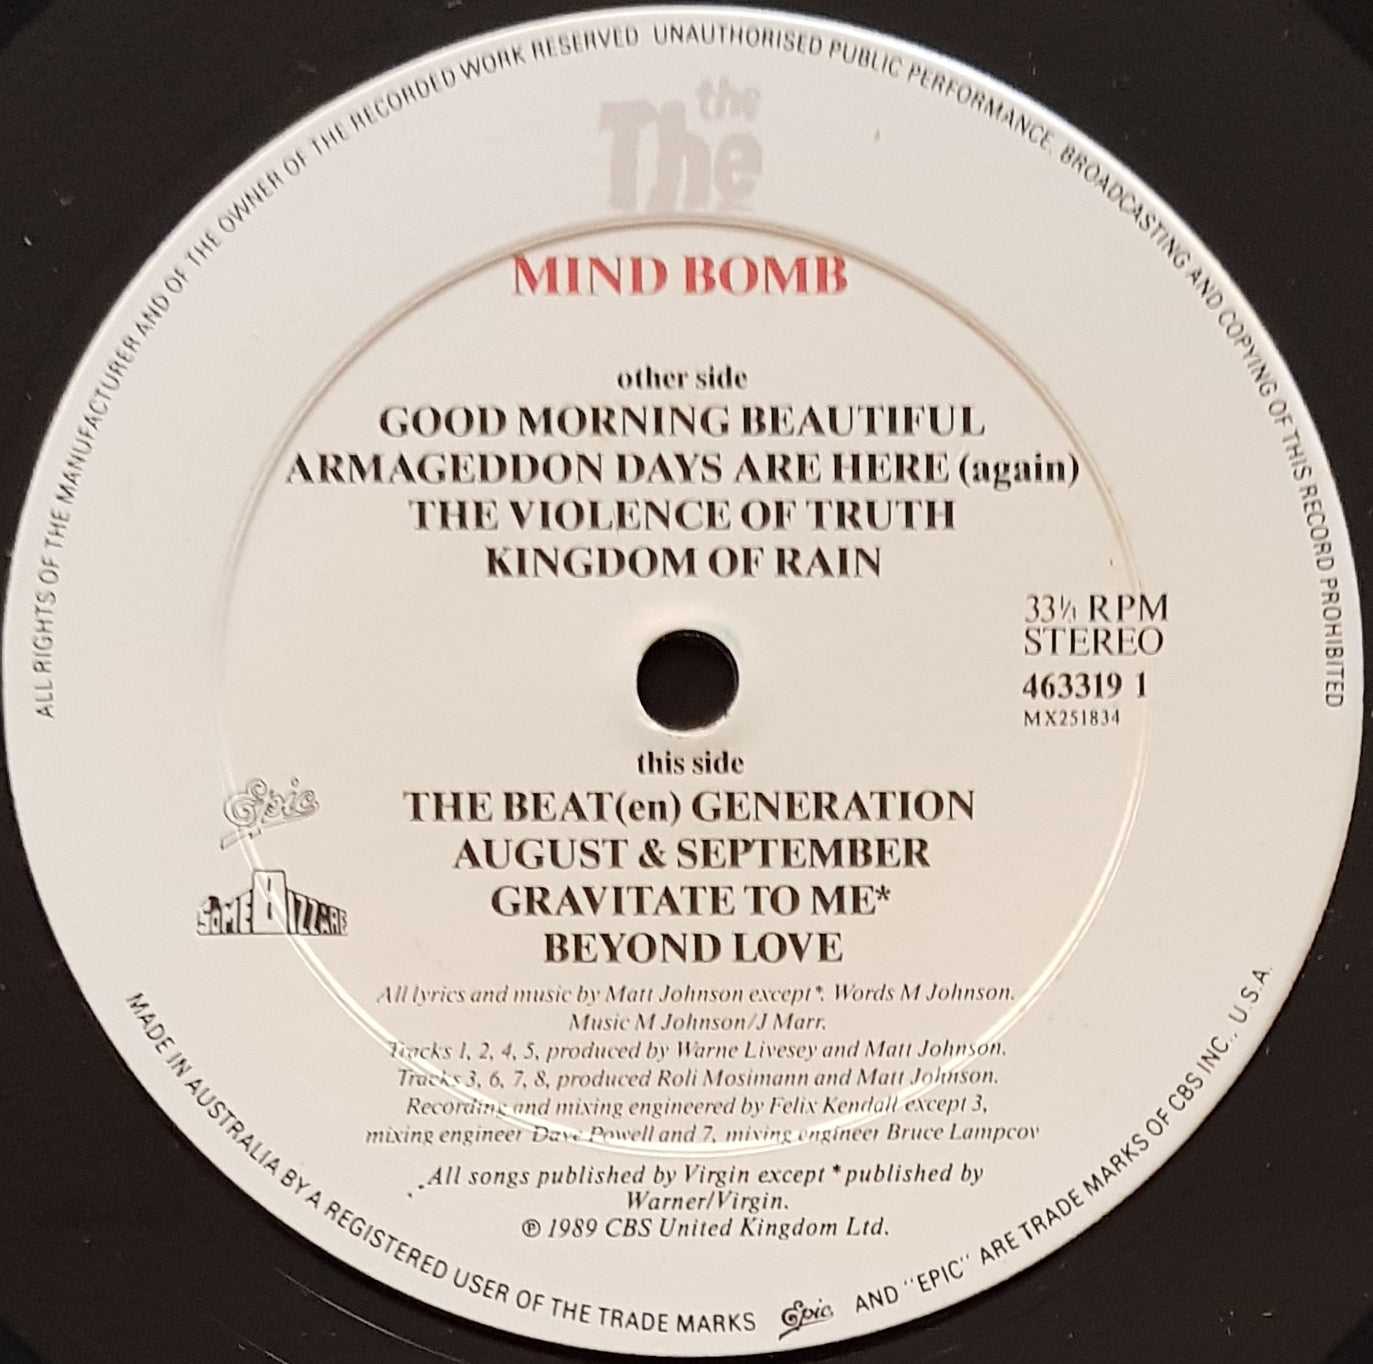 ALL RIGHTS OF THE MANUFACTURER AND OF THE OWNER OF THE RECORDED WORK RESERVED UNAUTHORISED PUBLIC PERFORMANCE, BROADCASTING AND COPYING OF THIS RECORD PROHIBITED
the
The
MIND BOMB
other side
GOOD MORNING BEAUTIFUL
ARMAGEDDON DAYS ARE HERE (again)
THE VIOLENCE OF TRUTH
KINGDOM OF RAIN
33⅓ RPM
STEREO
463319 1
MX251834
this side
THE BEAT(en) GENERATION
AUGUST & SEPTEMBER
GRAVITATE TO ME*
BEYOND LOVE
Epic
SOME BIZZARE
All lyrics and music by Matt Johnson except*. Words M Johnson.
Music M Johnson/J Marr.
Tracks 1, 2, 4, 5, produced by Warne Livesey and Matt Johnson.
Tracks 3, 6, 7, 8, produced Roli Mosimann and Matt Johnson.
Recording and mixing engineered by Felix Kendall except 3,
mixing engineer Dave Powell and 7, mixing engineer Bruce Lampcov
All songs published by Virgin except * published by
Warner/Virgin.
℗ 1989 CBS United Kingdom Ltd.
MADE IN AUSTRALIA BY A REGISTERED USER OF THE TRADE MARKS Epic AND "EPIC" ARE TRADE MARKS OF CBS INC., U.S.A.